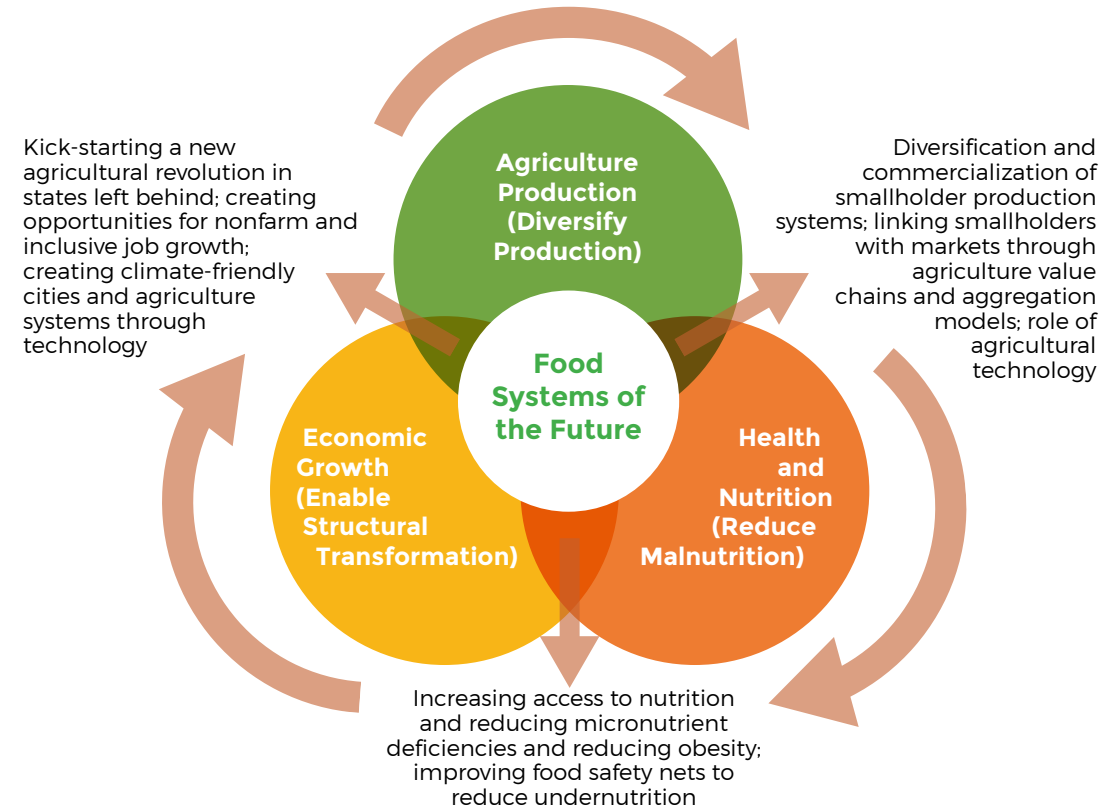 Agriculture
Production
(Diversify
Production)
Kick-starting a new
agricultural revolution in
states left behind; creating
opportunities for nonfarm and
inclusive job growth;
creating climate-friendly
cities and agriculture
systems through
technology
Diversification and
commercialization of
smallholder production
systems; linking smallholders
with markets through
agriculture value
chains and aggregation
models; role of
agricultural
technology
Food
Systems of
the Future
Economic
Growth
(Enable
Structural
Transformation)
Health
and
Nutrition
(Reduce
Malnutrition)
Increasing access to nutrition
and reducing micronutrient
deficiencies and reducing obesity;
improving food safety nets to
reduce undernutrition